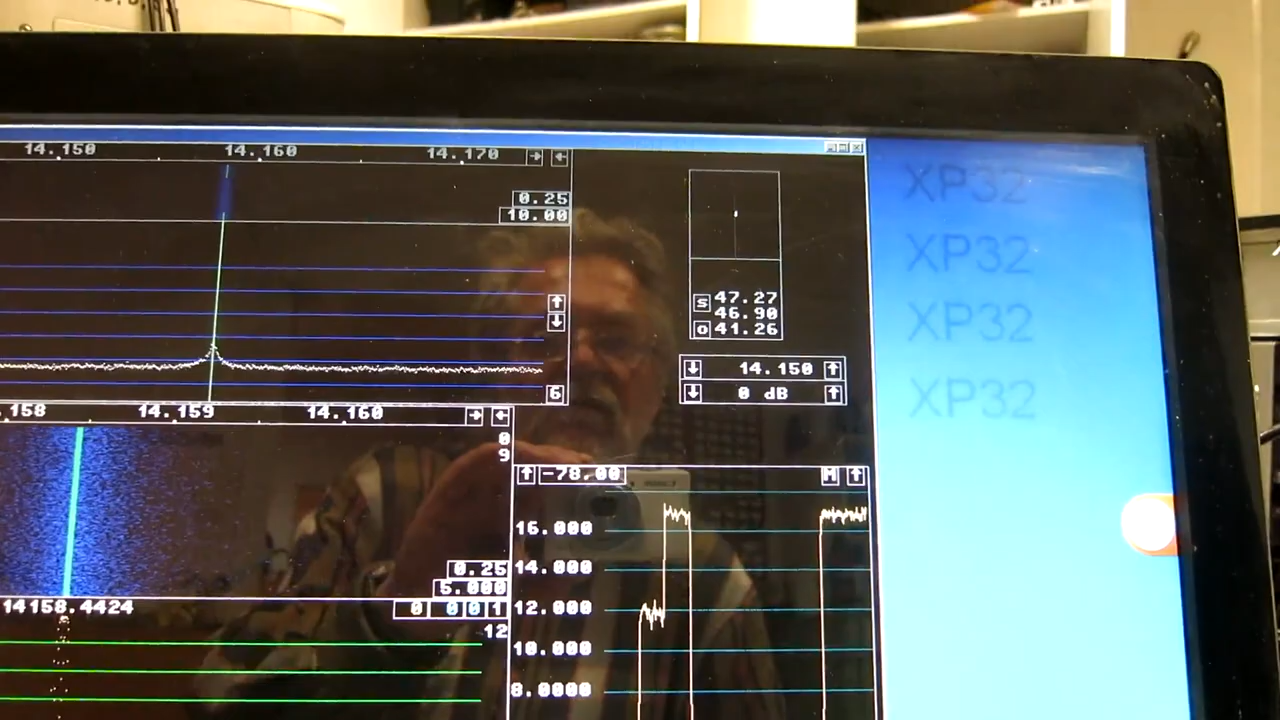 14.150 14.160 14.170
0.25
10.00
6
S 47.27
46.90
O 41.26
14.150
0 dB
XP32
XP32
XP32
XP32
.158 14.159 14.160
0
9
0.25
5.000
14158.4424
0 0 0 1
12
-78.00 M
16.000
14.000
12.000
10.000
8.0000